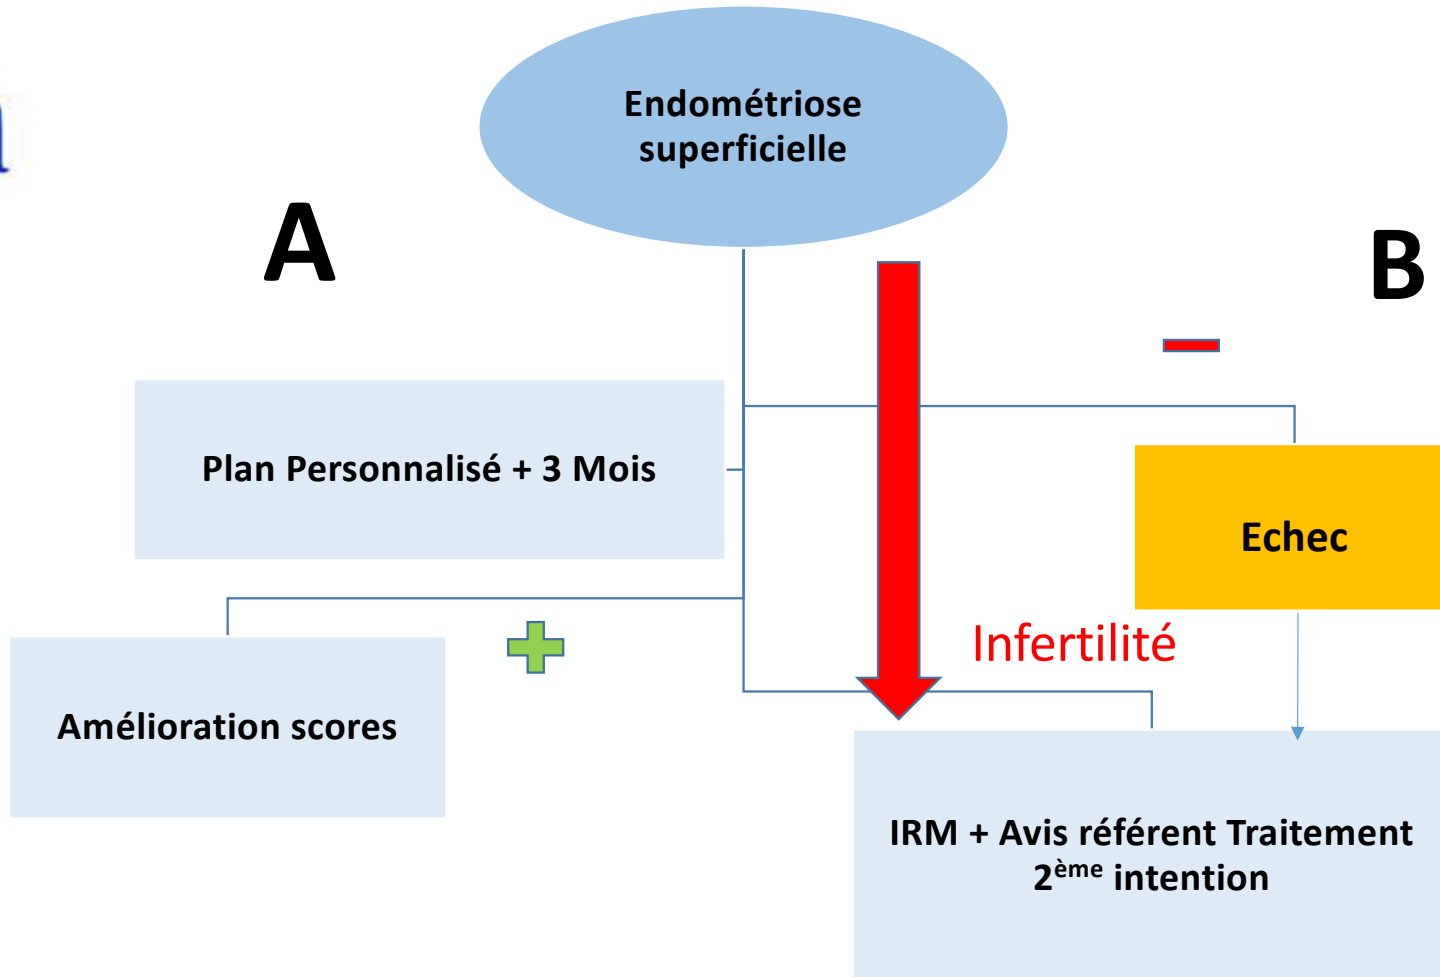 Endométriose
superficielle
A
B
Plan Personnalisé + 3 Mois
Echec
Infertilité
Amélioration scores
IRM + Avis référent Traitement
2ème intention